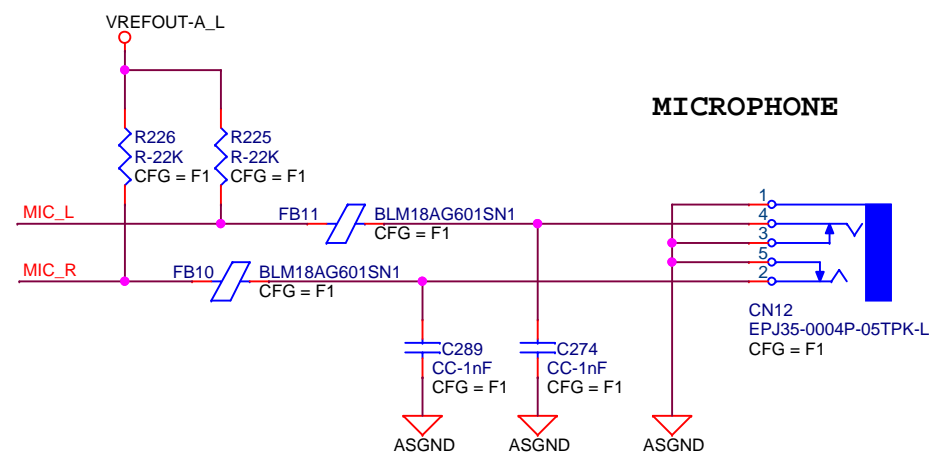 VREFOUT-A_L
MICROPHONE
R226
R-22K
CFG = F1
R225
R-22K
CFG = F1
MIC_L
FB11
BLM18AG601SN1
CFG = F1
MIC_R
FB10
BLM18AG601SN1
CFG = F1
1
4
3
5
2
CN12
EPJ35-0004P-05TPK-L
CFG = F1
C289
CC-1nF
CFG = F1
C274
CC-1nF
CFG = F1
ASGND
ASGND
ASGND